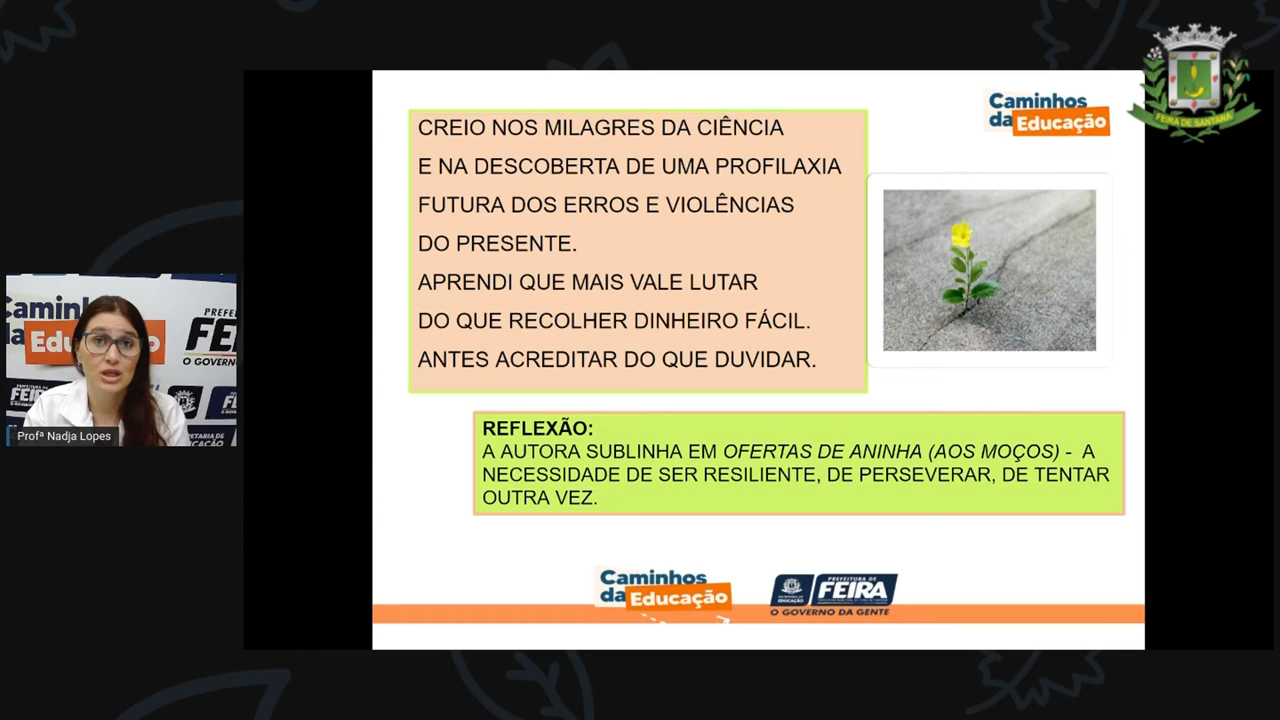 FEIRA DE SANTANA
Caminhos
da Educação
CREIO NOS MILAGRES DA CIÊNCIA
E NA DESCOBERTA DE UMA PROFILAXIA
FUTURA DOS ERROS E VIOLÊNCIAS
DO PRESENTE.
APRENDI QUE MAIS VALE LUTAR
DO QUE RECOLHER DINHEIRO FÁCIL.
ANTES ACREDITAR DO QUE DUVIDAR.
Profª Nadja Lopes
REFLEXÃO:
A AUTORA SUBLINHA EM OFERTAS DE ANINHA (AOS MOÇOS) - A
NECESSIDADE DE SER RESILIENTE, DE PERSEVERAR, DE TENTAR
OUTRA VEZ.
Caminhos
da Educação
PREFEITURA DE
FEIRA
O GOVERNO DA GENTE